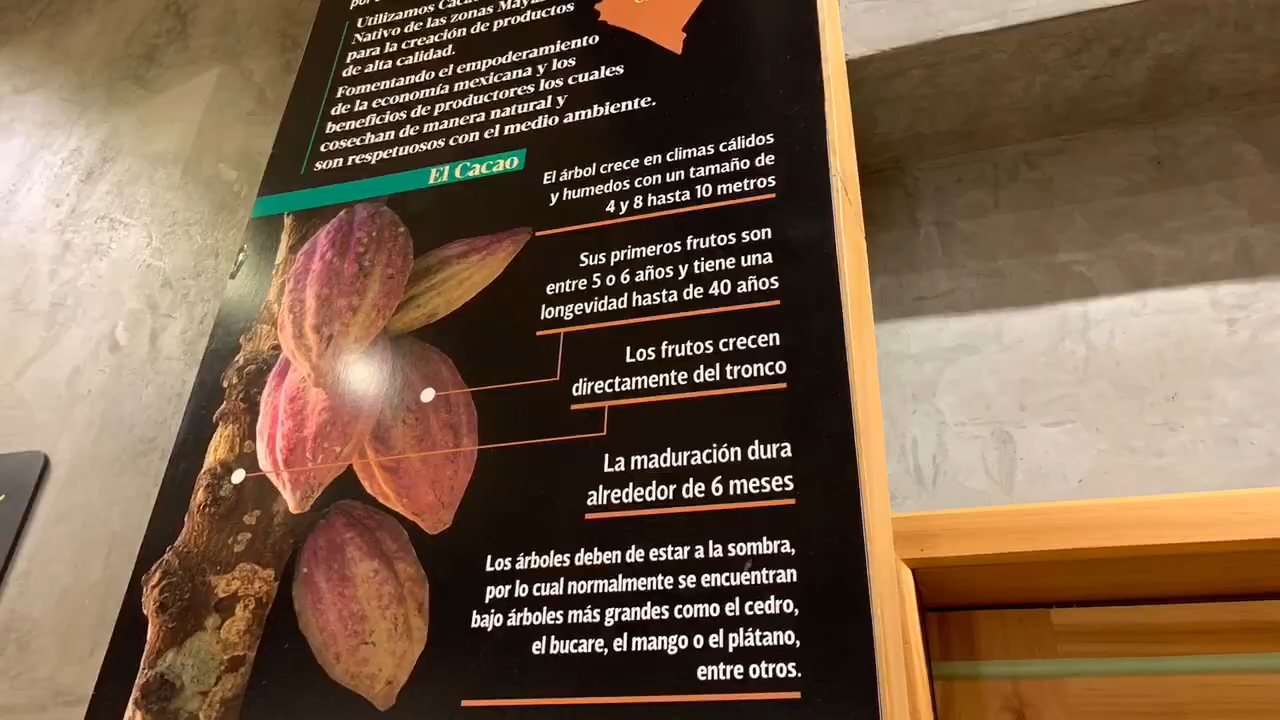 Utilizamos
Nativo de las zonas
para la creación de productos
de alta calidad.
Fomentando el empoderamiento
de la economía mexicana y los
beneficios de productores los cuales
cosechan de manera natural y
son respetuosos con el medio ambiente.
El Cacao
El árbol crece en climas cálidos
y humedos con un tamaño de
4 y 8 hasta 10 metros
Sus primeros frutos son
entre 5 o 6 años y tiene una
longevidad hasta de 40 años
Los frutos crecen
directamente del tronco
La maduración dura
alrededor de 6 meses
Los árboles deben de estar a la sombra,
por lo cual normalmente se encuentran
bajo árboles más grandes como el cedro,
el bucare, el mango o el plátano,
entre otros.